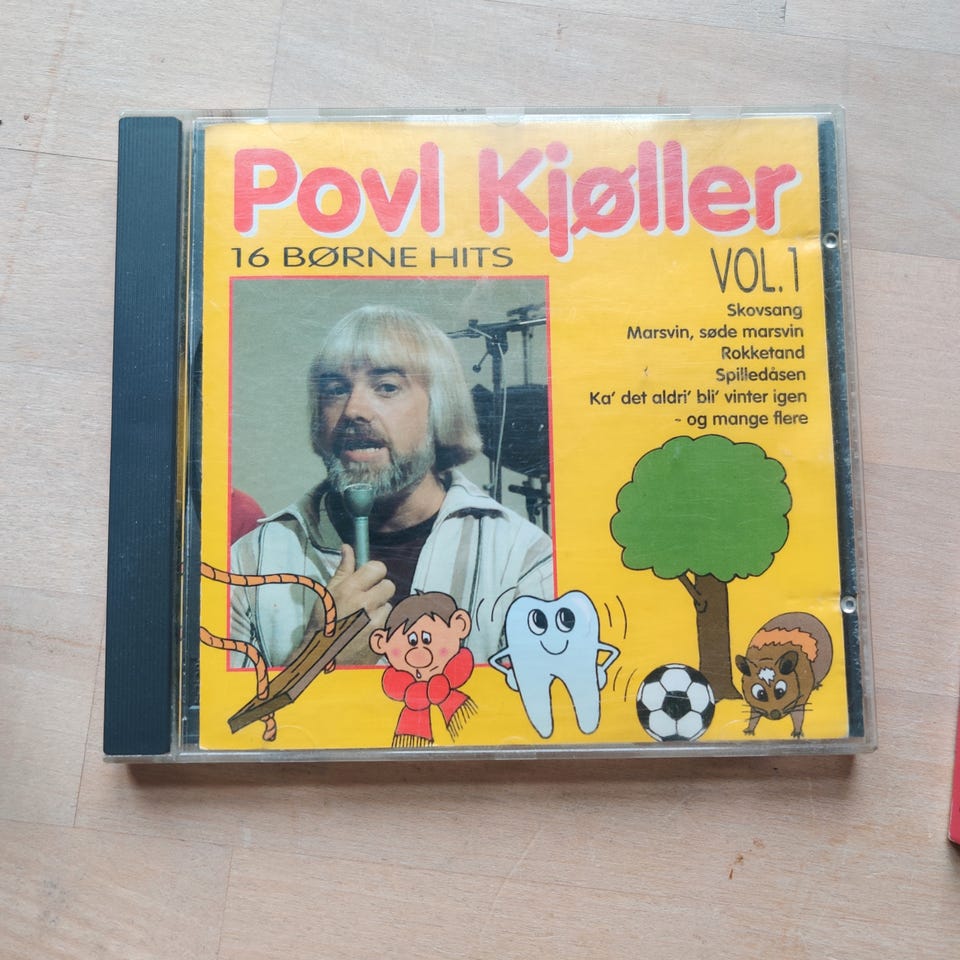 Povl Kjøller
16 BØRNE HITS
VOL.1
Skovsang
Marsvin, søde marsvin
Rokketand
Spilledåsen
Ka' det aldri' bli' vinter igen
- og mange flere